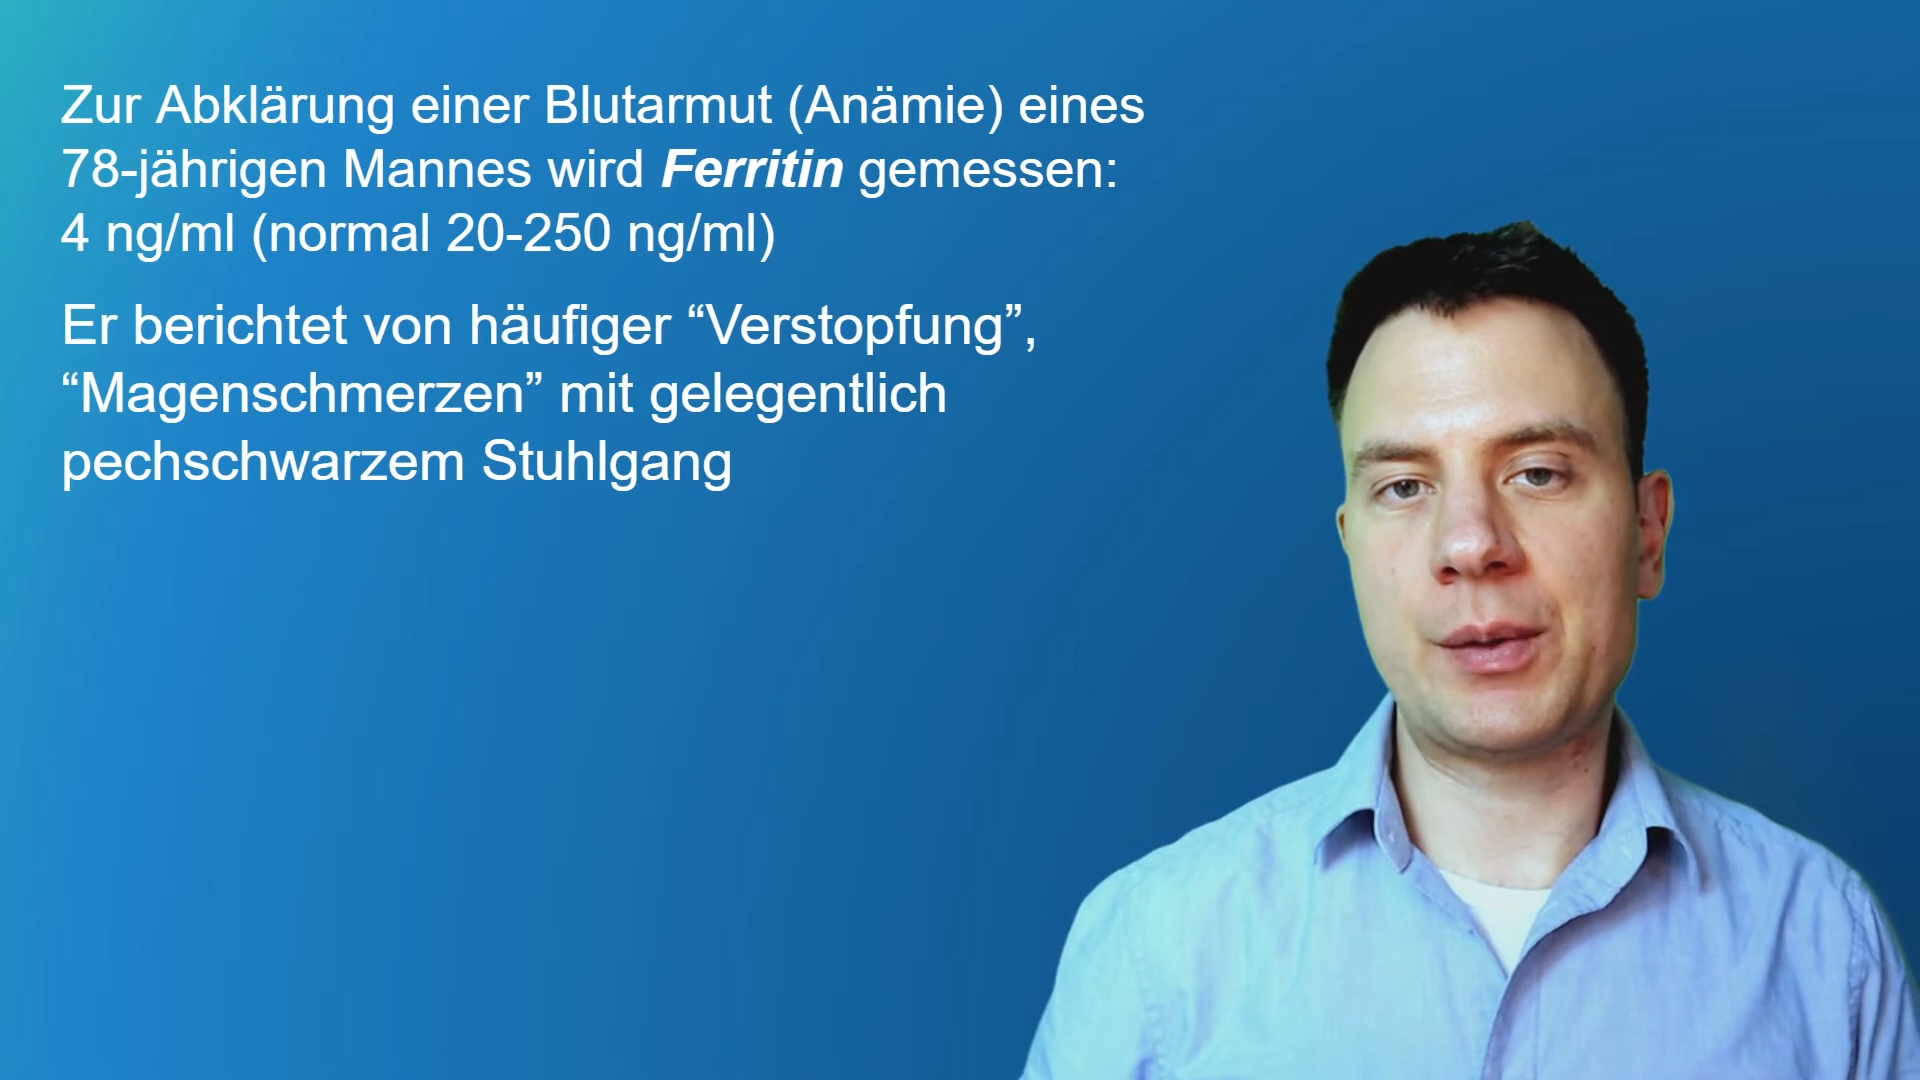 Zur Abklärung einer Blutarmut (Anämie) eines
78-jährigen Mannes wird Ferritin gemessen:
4 ng/ml (normal 20-250 ng/ml)
Er berichtet von häufiger “Verstopfung”,
“Magenschmerzen” mit gelegentlich
pechschwarzem Stuhlgang